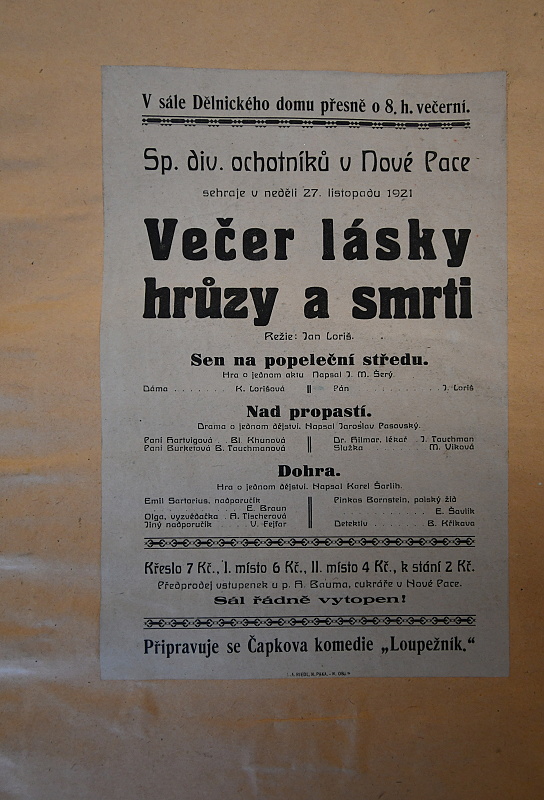 V sále Dělnického domu přesně o 8. h. večerní.
Sp. div. ochotníků v Nové Pace
sehraje v neděli 27. listopadu 1921
Večer lásky
hrůzy a smrti
Režie: Jan Loriš.
Sen na popeleční středu.
Hra o jednom aktu Napsal J. M. Šerý.
Dáma . . . . . . . . K. Lorišová
Pán . . . . . . . . . . . . J. Loriš
Nad propastí.
Drama o jednom dějství. Napsal Jaroslav Pasovský.
Paní Hartvigová . Bl. Khunová
Paní Burketová B. Tauchmanová
Dr. Hilmar, lékař . J. Tauchman
Služka . . . . . . M. Víková
Dohra.
Hra o jednom dějství. Napsal Karel Šarlih.
Emil Sartorius, nadporučík
E. Braun
Olga, vyzvědačka . A. Tischerová
Jiný nadporučík . . . V. Fejfar
Pinkas Bornstein, polský žid
. . . . . . . . . E. Šavlík
Detektiv . . . . . . B. Křikava
Křeslo 7 Kč., I. místo 6 Kč., II. místo 4 Kč., k stání 2 Kč.
Předprodej vstupenek u p. A. Bauma, cukráře v Nové Pace.
Sál řádně vytopen!
Připravuje se Čapkova komedie „Loupežník.“